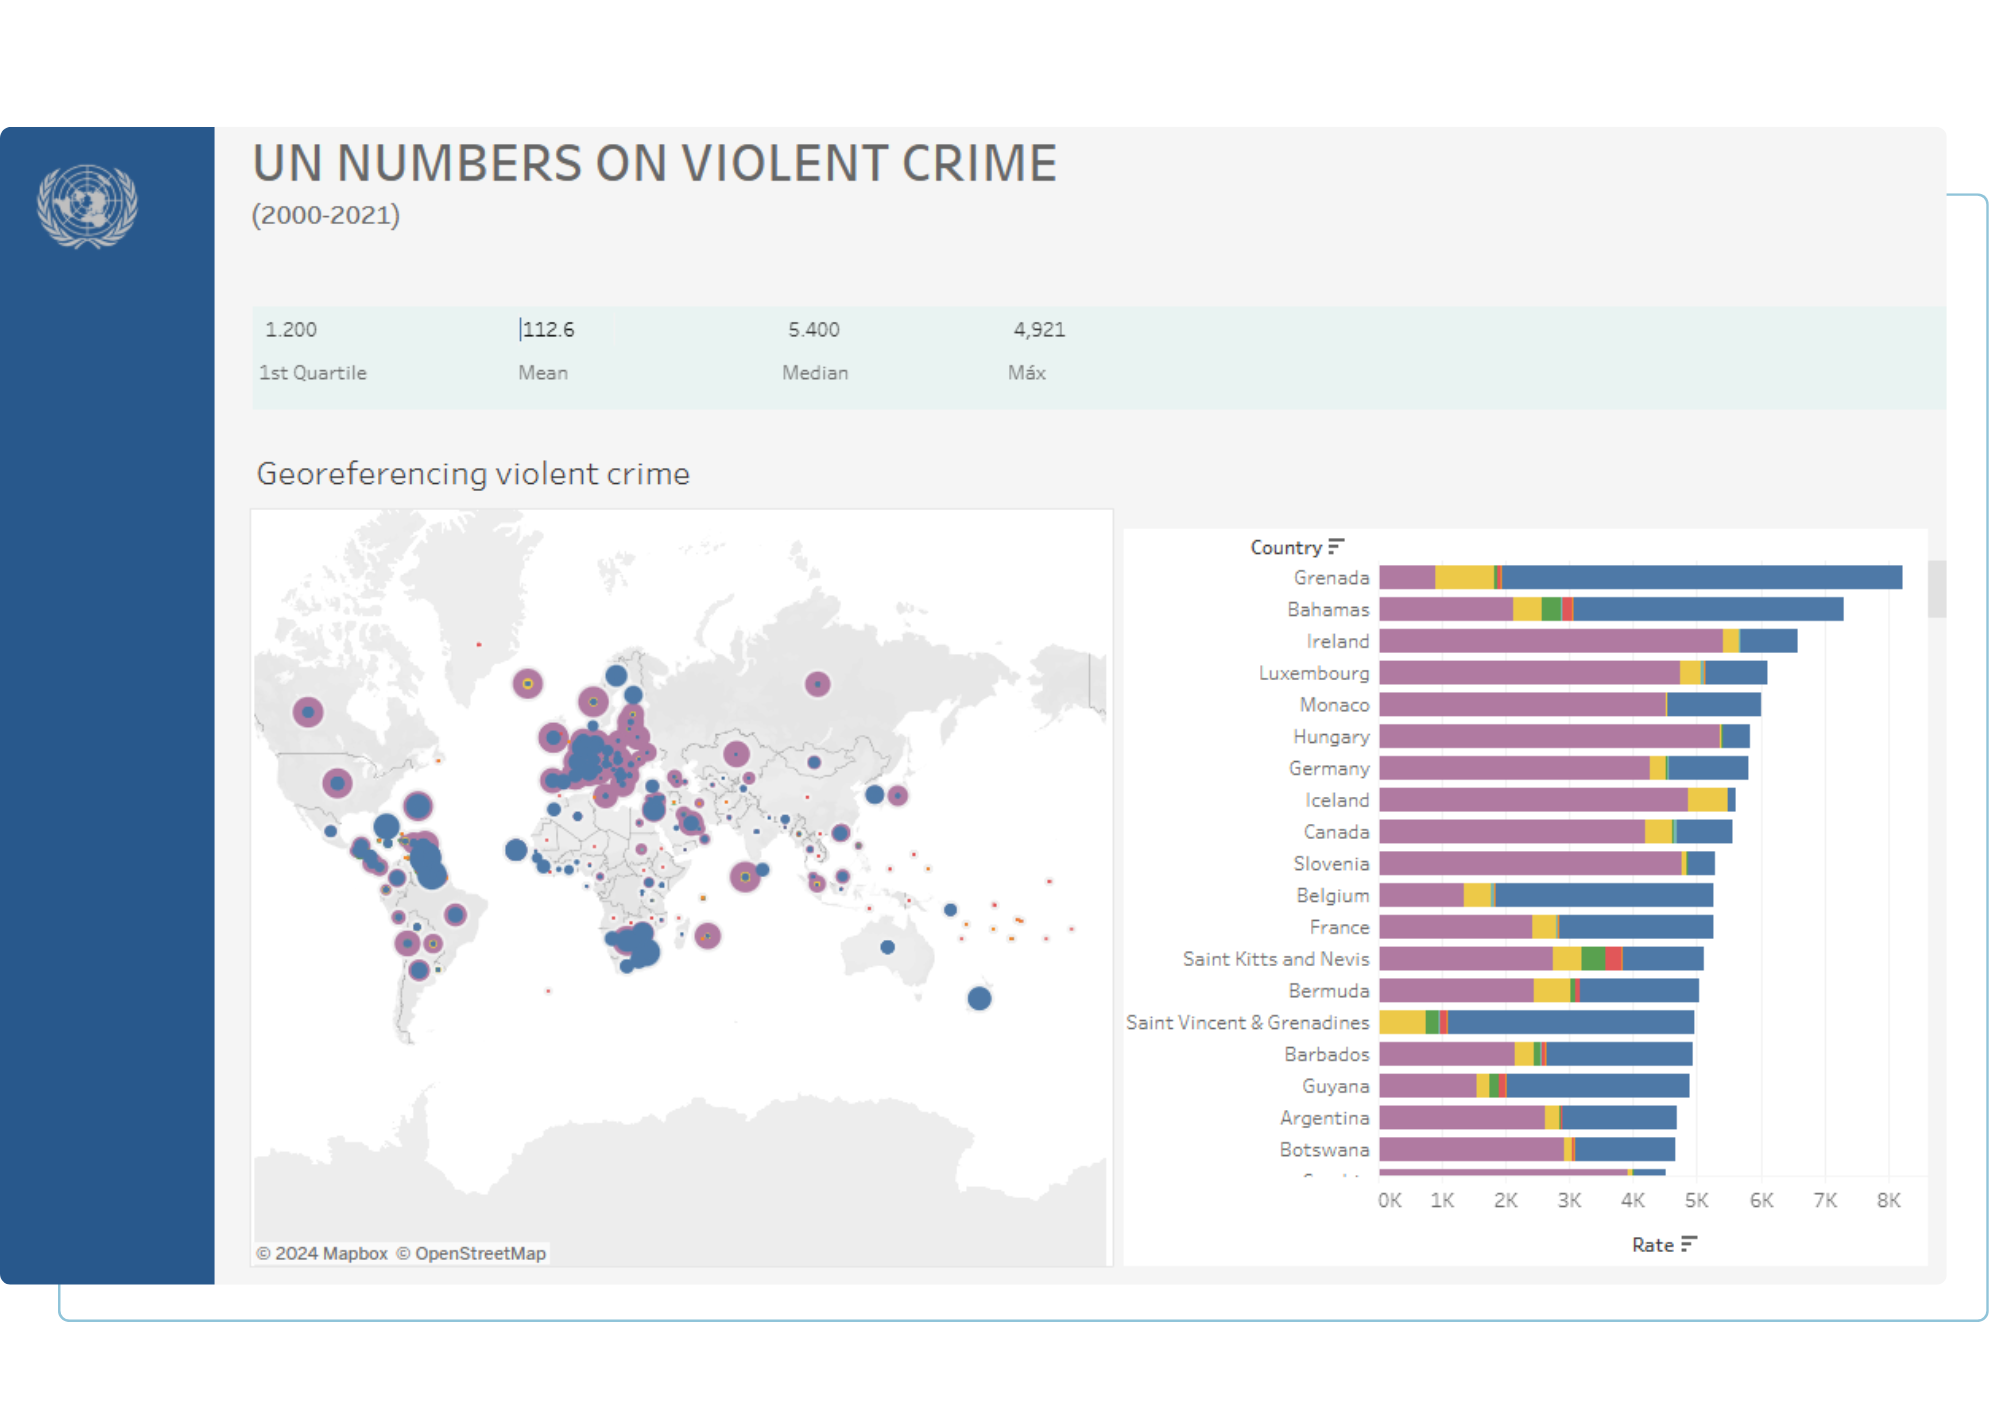 UN NUMBERS ON VIOLENT CRIME
(2000-2021)
1.200 112.6 5.400 4,921
1st Quartile Mean Median Máx
Georeferencing violent crime
© 2024 Mapbox © OpenStreetMap
Country
Grenada
Bahamas
Ireland
Luxembourg
Monaco
Hungary
Germany
Iceland
Canada
Slovenia
Belgium
France
Saint Kitts and Nevis
Bermuda
Saint Vincent & Grenadines
Barbados
Guyana
Argentina
Botswana
0K 1K 2K 3K 4K 5K 6K 7K 8K
Rate